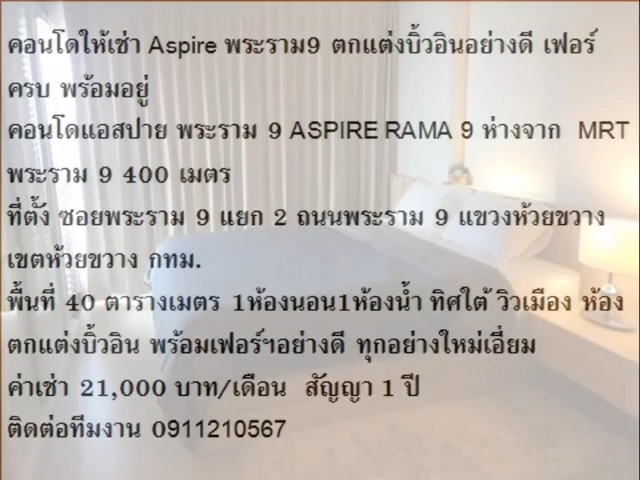 คอนโดให้เช่า Aspire พระราม9 ตกแต่งบิ้วอินอย่างดี เฟอร์
ครบ พร้อมอยู่
คอนโดแอสปาย พระราม 9 ASPIRE RAMA 9 ห่างจาก MRT
พระราม 9 400 เมตร
ที่ตั้ง ซอยพระราม 9 แยก 2 ถนนพระราม 9 แขวงห้วยขวาง
เขตห้วยขวาง กทม.
พื้นที่ 40 ตารางเมตร 1ห้องนอน1ห้องน้ำ ทิศใต้ วิวเมือง ห้อง
ตกแต่งบิ้วอิน พร้อมเฟอร์ฯอย่างดี ทุกอย่างใหม่เอี่ยม
ค่าเช่า 21,000 บาท/เดือน สัญญา 1 ปี
ติดต่อทีมงาน 0911210567